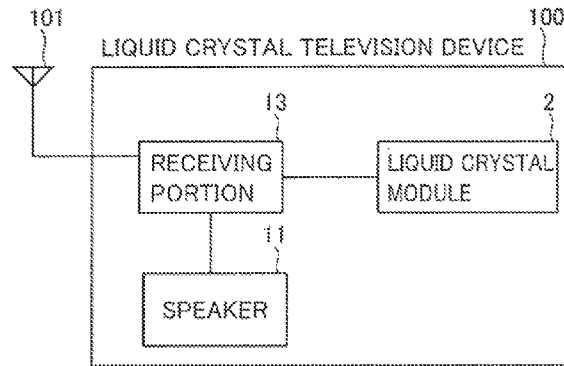 101
LIQUID CRYSTAL TELEVISION DEVICE
100
13
2
RECEIVING
PORTION
LIQUID CRYSTAL
MODULE
11
SPEAKER